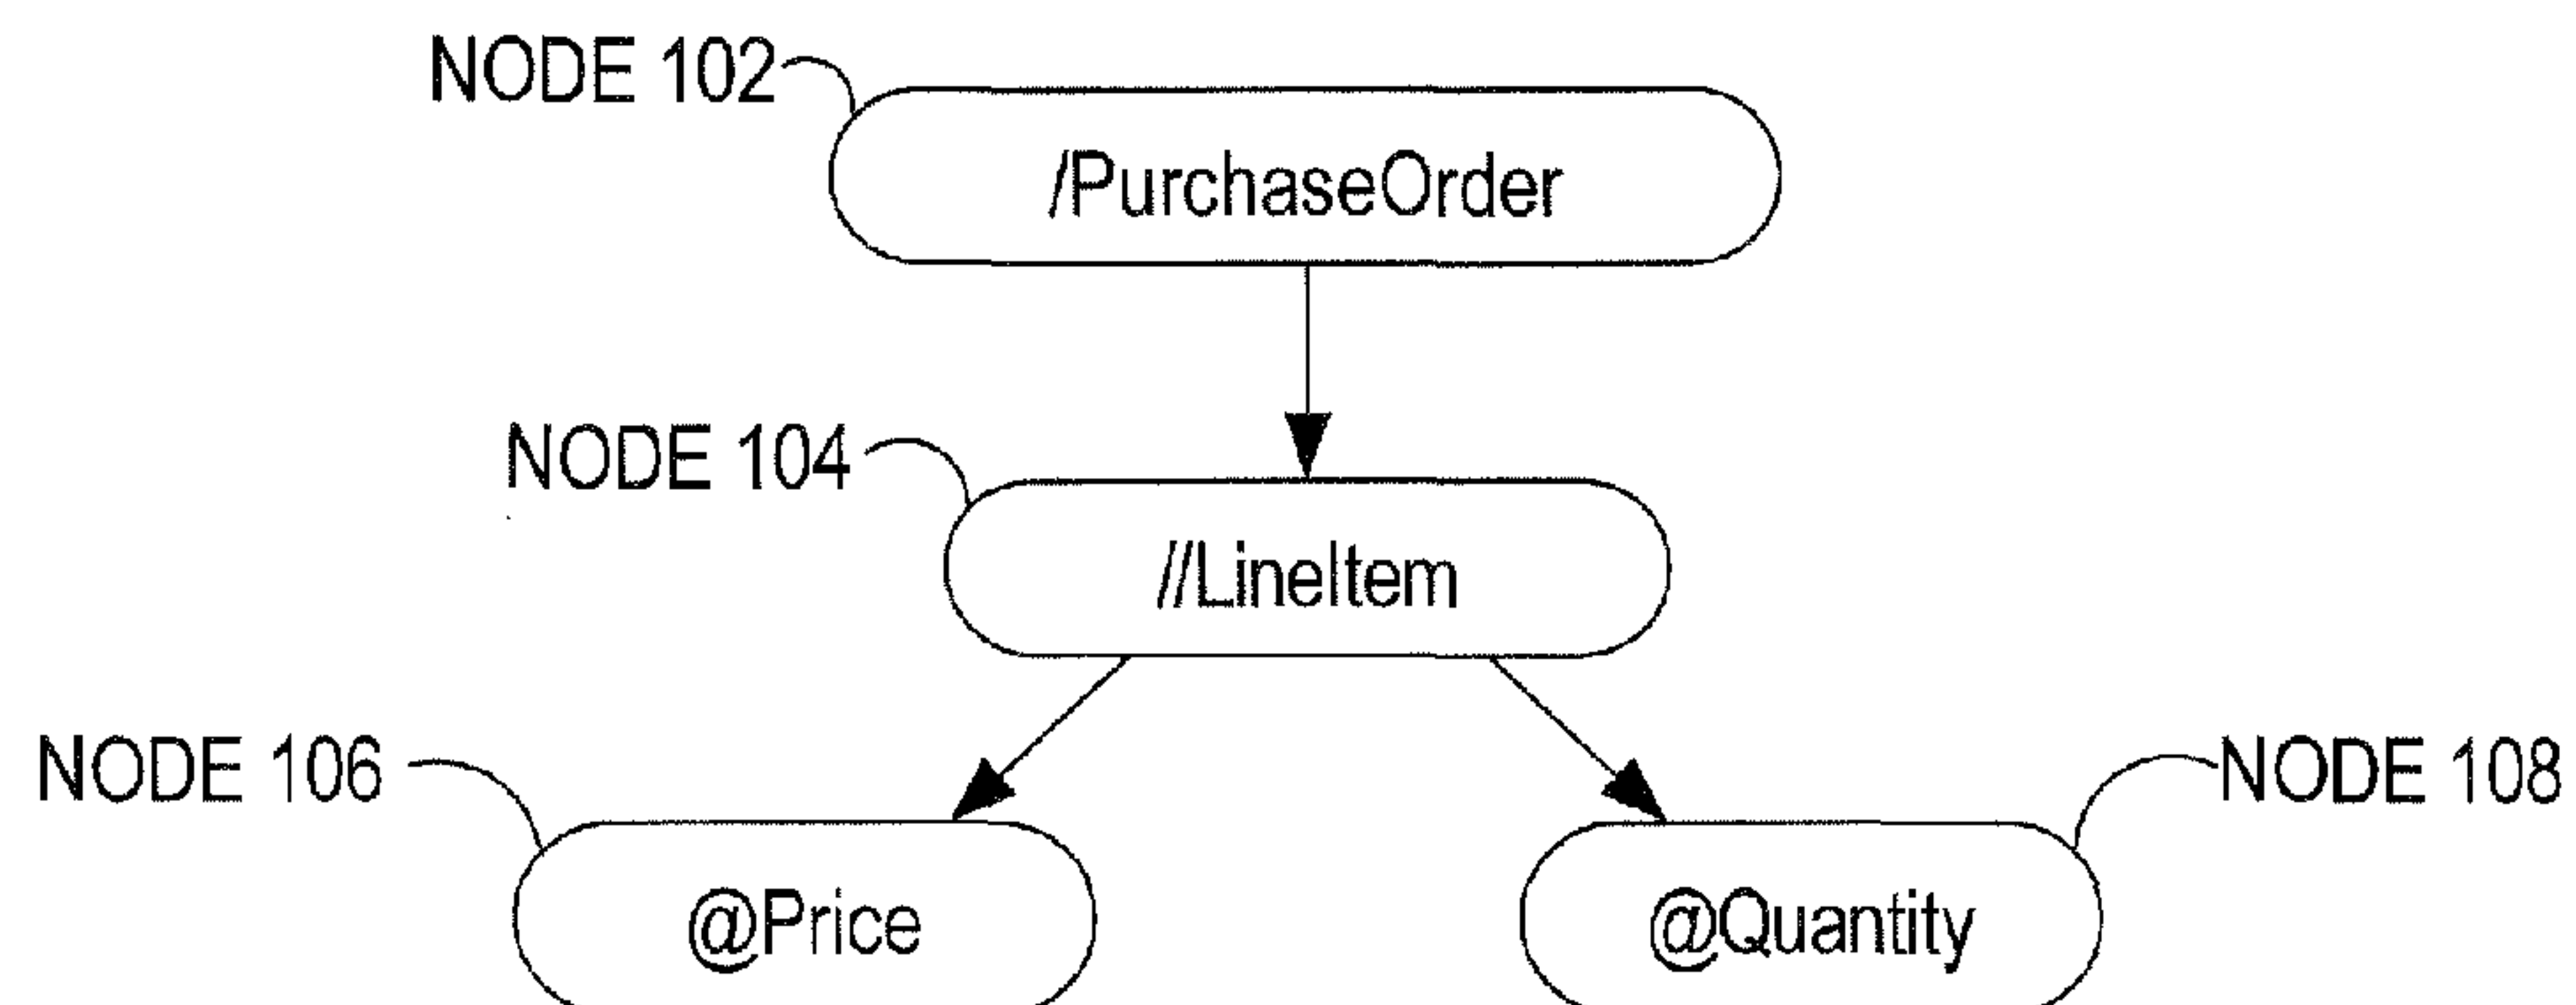 NODE 102
/PurchaseOrder
NODE 104
//LineItem
NODE 106
NODE 108
@Price
@Quantity